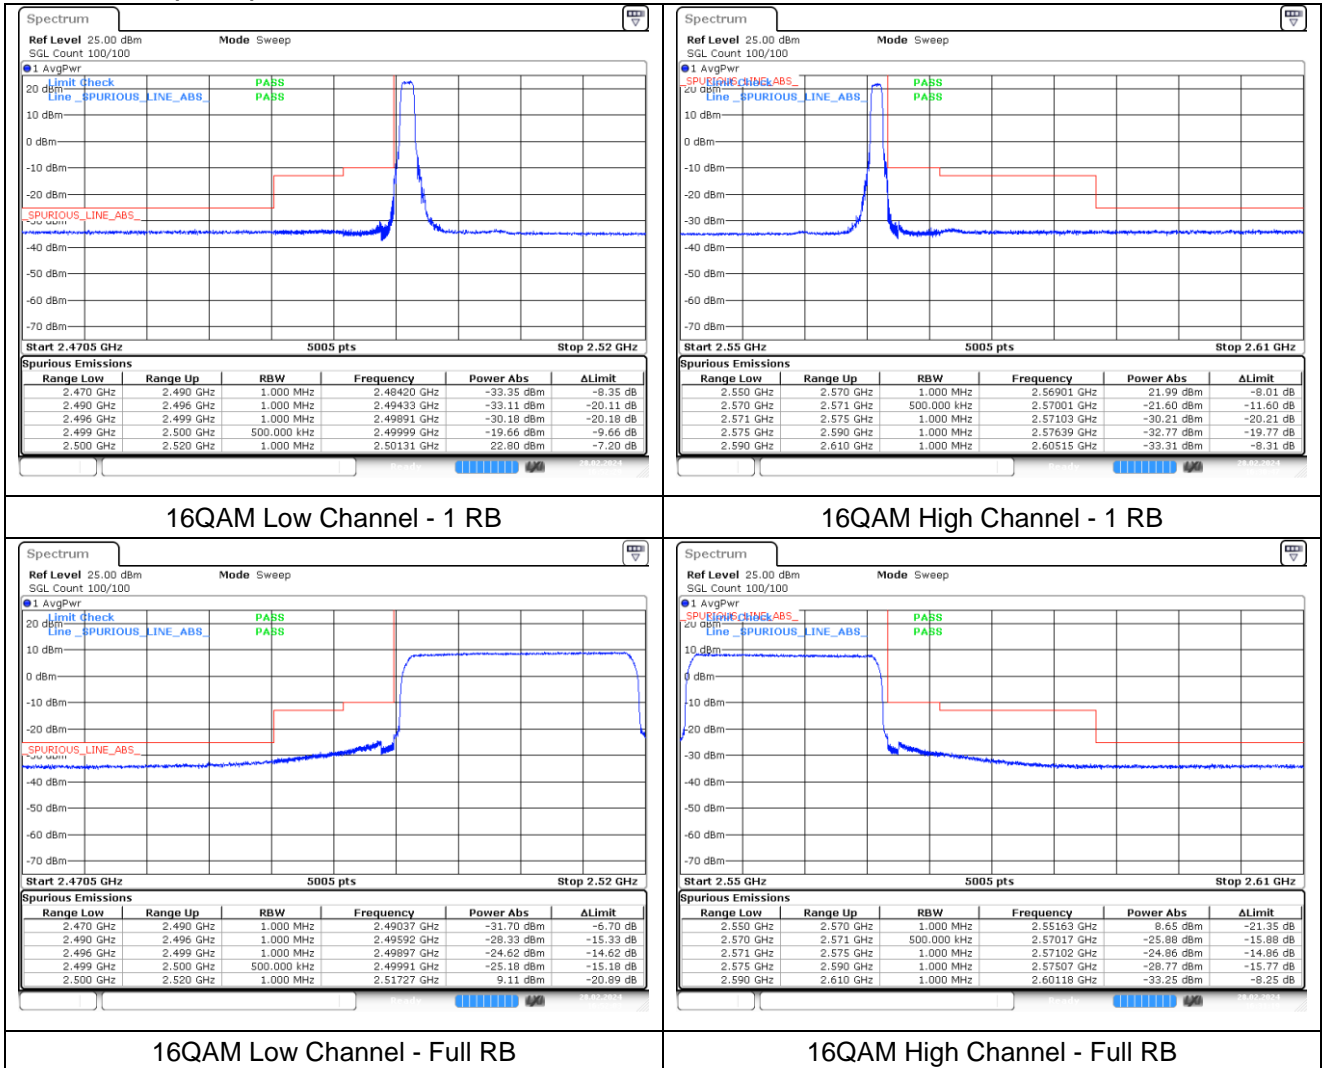 Spectrum
Ref Level 25.00 dBm Mode Sweep
SGL Count 100/100
1 AvgPwr
Limit Check PASS
Line _SPURIOUS_LINE_ABS_ PASS
20 dBm
10 dBm
0 dBm
-10 dBm
-20 dBm
_SPURIOUS_LINE_ABS_
-30 dBm
-40 dBm
-50 dBm
-60 dBm
-70 dBm
Start 2.4705 GHz 5005 pts Stop 2.52 GHz
Spurious Emissions
Range Low Range Up RBW Frequency Power Abs ΔLimit
2.470 GHz 2.490 GHz 1.000 MHz 2.48420 GHz -33.35 dBm -8.35 dB
2.490 GHz 2.496 GHz 1.000 MHz 2.49433 GHz -33.11 dBm -20.11 dB
2.496 GHz 2.499 GHz 1.000 MHz 2.49891 GHz -30.18 dBm -20.18 dB
2.499 GHz 2.500 GHz 500.000 kHz 2.49999 GHz -19.66 dBm -9.66 dB
2.500 GHz 2.520 GHz 1.000 MHz 2.50131 GHz 22.80 dBm -7.20 dB
Ready 28.02.2024
16QAM Low Channel - 1 RB
Spectrum
Ref Level 25.00 dBm Mode Sweep
SGL Count 100/100
1 AvgPwr
_SPURIOUS_LINE_ABS_
Limit Check PASS
Line _SPURIOUS_LINE_ABS_ PASS
20 dBm
10 dBm
0 dBm
-10 dBm
-20 dBm
-30 dBm
-40 dBm
-50 dBm
-60 dBm
-70 dBm
Start 2.55 GHz 5005 pts Stop 2.61 GHz
Spurious Emissions
Range Low Range Up RBW Frequency Power Abs ΔLimit
2.550 GHz 2.570 GHz 1.000 MHz 2.56901 GHz 21.99 dBm -8.01 dB
2.570 GHz 2.571 GHz 500.000 kHz 2.57001 GHz -21.60 dBm -11.60 dB
2.571 GHz 2.575 GHz 1.000 MHz 2.57103 GHz -30.21 dBm -20.21 dB
2.575 GHz 2.590 GHz 1.000 MHz 2.57639 GHz -32.77 dBm -19.77 dB
2.590 GHz 2.610 GHz 1.000 MHz 2.60515 GHz -33.31 dBm -8.31 dB
Ready 28.02.2024
16QAM High Channel - 1 RB
Spectrum
Ref Level 25.00 dBm Mode Sweep
SGL Count 100/100
1 AvgPwr
Limit Check PASS
Line _SPURIOUS_LINE_ABS_ PASS
20 dBm
10 dBm
0 dBm
-10 dBm
-20 dBm
_SPURIOUS_LINE_ABS_
-30 dBm
-40 dBm
-50 dBm
-60 dBm
-70 dBm
Start 2.4705 GHz 5005 pts Stop 2.52 GHz
Spurious Emissions
Range Low Range Up RBW Frequency Power Abs ΔLimit
2.470 GHz 2.490 GHz 1.000 MHz 2.49037 GHz -31.70 dBm -6.70 dB
2.490 GHz 2.496 GHz 1.000 MHz 2.49592 GHz -28.33 dBm -15.33 dB
2.496 GHz 2.499 GHz 1.000 MHz 2.49897 GHz -24.62 dBm -14.62 dB
2.499 GHz 2.500 GHz 500.000 kHz 2.49991 GHz -25.18 dBm -15.18 dB
2.500 GHz 2.520 GHz 1.000 MHz 2.51727 GHz 9.11 dBm -20.89 dB
Ready 28.02.2024
16QAM Low Channel - Full RB
Spectrum
Ref Level 25.00 dBm Mode Sweep
SGL Count 100/100
1 AvgPwr
_SPURIOUS_LINE_ABS_
Limit Check PASS
Line _SPURIOUS_LINE_ABS_ PASS
20 dBm
10 dBm
0 dBm
-10 dBm
-20 dBm
-30 dBm
-40 dBm
-50 dBm
-60 dBm
-70 dBm
Start 2.55 GHz 5005 pts Stop 2.61 GHz
Spurious Emissions
Range Low Range Up RBW Frequency Power Abs ΔLimit
2.550 GHz 2.570 GHz 1.000 MHz 2.55163 GHz 8.65 dBm -21.35 dB
2.570 GHz 2.571 GHz 500.000 kHz 2.57017 GHz -25.88 dBm -15.88 dB
2.571 GHz 2.575 GHz 1.000 MHz 2.57102 GHz -24.86 dBm -14.86 dB
2.575 GHz 2.590 GHz 1.000 MHz 2.57507 GHz -28.77 dBm -15.77 dB
2.590 GHz 2.610 GHz 1.000 MHz 2.60118 GHz -33.25 dBm -8.25 dB
Ready 28.02.2024
16QAM High Channel - Full RB